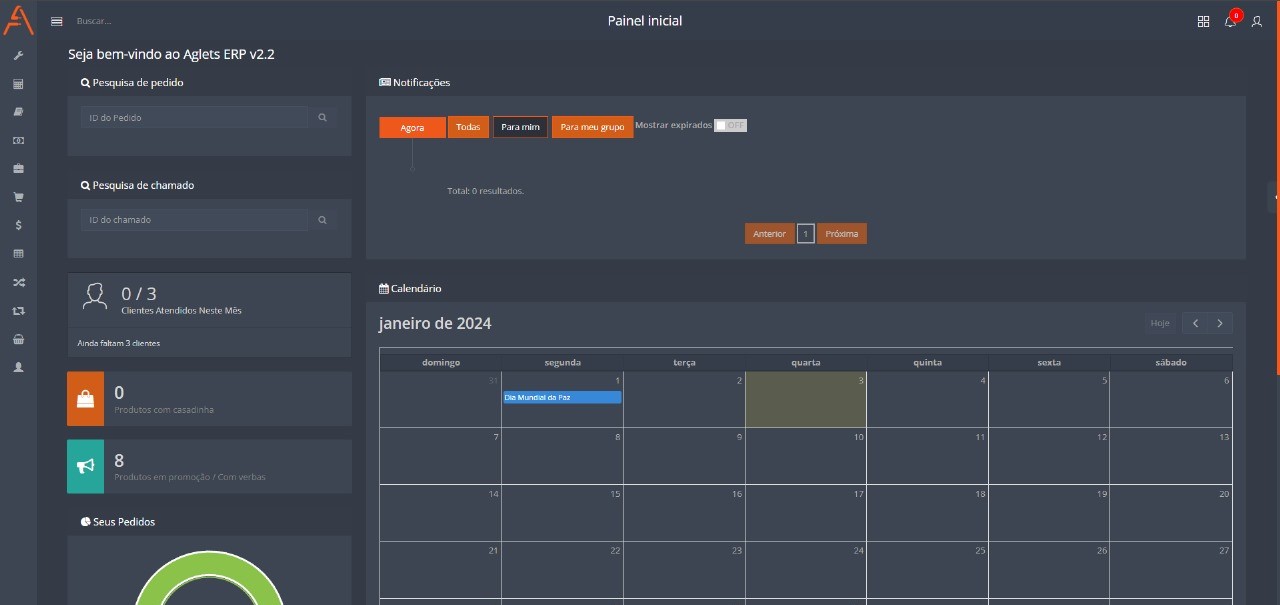 Buscar...
Painel inicial
0
Seja bem-vindo ao Aglets ERP v2.2
Pesquisa de pedido
ID do Pedido
Pesquisa de chamado
ID do chamado
0 / 3
Clientes Atendidos Neste Mês
Ainda faltam 3 clientes
0
Produtos com casadinha
8
Produtos em promoção / Com verbas
Seus Pedidos
Notificações
Agora Todas Para mim Para meu grupo Mostrar expirados OFF
Total: 0 resultados.
Anterior 1 Próxima
Calendário
janeiro de 2024
Hoje
domingo segunda terça quarta quinta sexta sábado
31 1 2 3 4 5 6
Dia Mundial da Paz
7 8 9 10 11 12 13
14 15 16 17 18 19 20
21 22 23 24 25 26 27